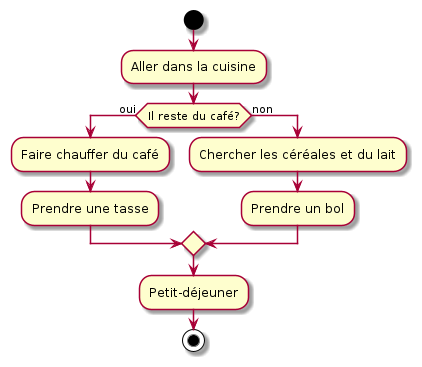 Aller dans la cuisine
oui
Il reste du café?
non
Faire chauffer du café
Chercher les céréales et du lait
Prendre une tasse
Prendre un bol
Petit-déjeuner